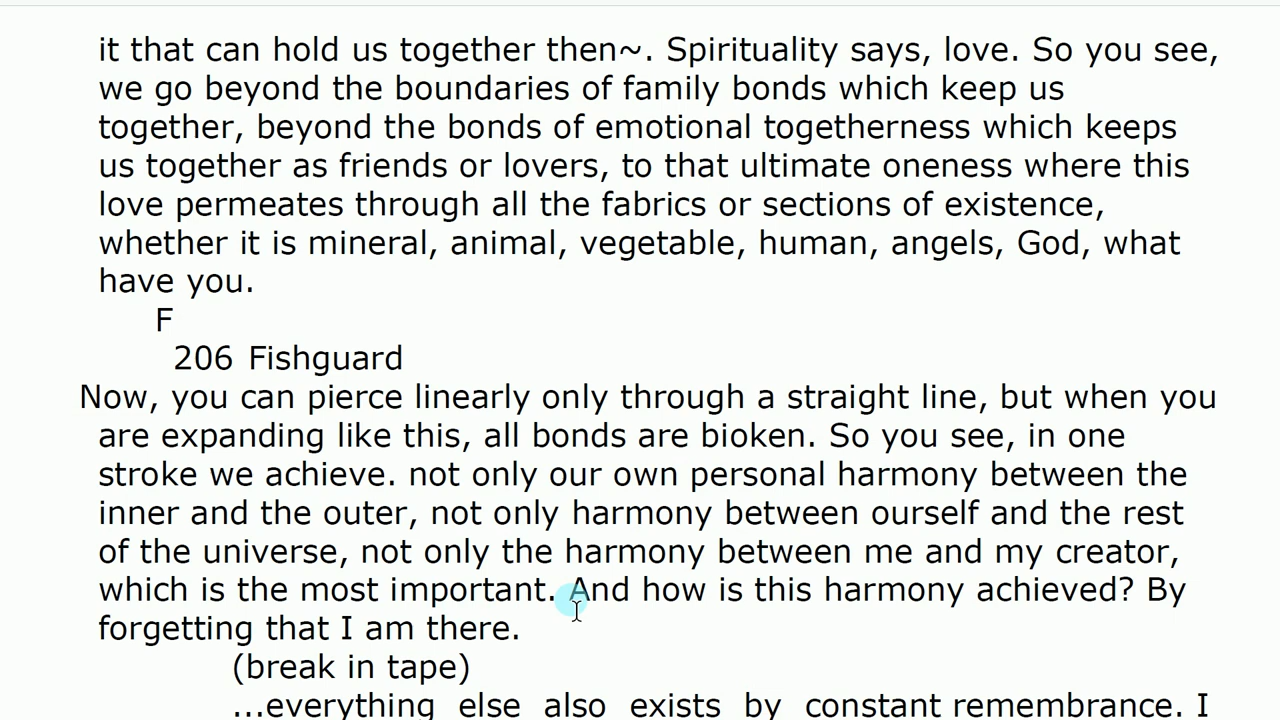 it that can hold us together then~. Spirituality says, love. So you see,
we go beyond the boundaries of family bonds which keep us
together, beyond the bonds of emotional togetherness which keeps
us together as friends or lovers, to that ultimate oneness where this
love permeates through all the fabrics or sections of existence,
whether it is mineral, animal, vegetable, human, angels, God, what
have you.
F
206 Fishguard
Now, you can pierce linearly only through a straight line, but when you
are expanding like this, all bonds are bioken. So you see, in one
stroke we achieve. not only our own personal harmony between the
inner and the outer, not only harmony between ourself and the rest
of the universe, not only the harmony between me and my creator,
which is the most important. And how is this harmony achieved? By
forgetting that I am there.
(break in tape)
...everything else also exists by constant remembrance. I